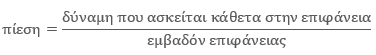 πίεση = δύναμη που ασκείται κάθετα στην επιφάνεια
εμβαδόν επιφάνειας